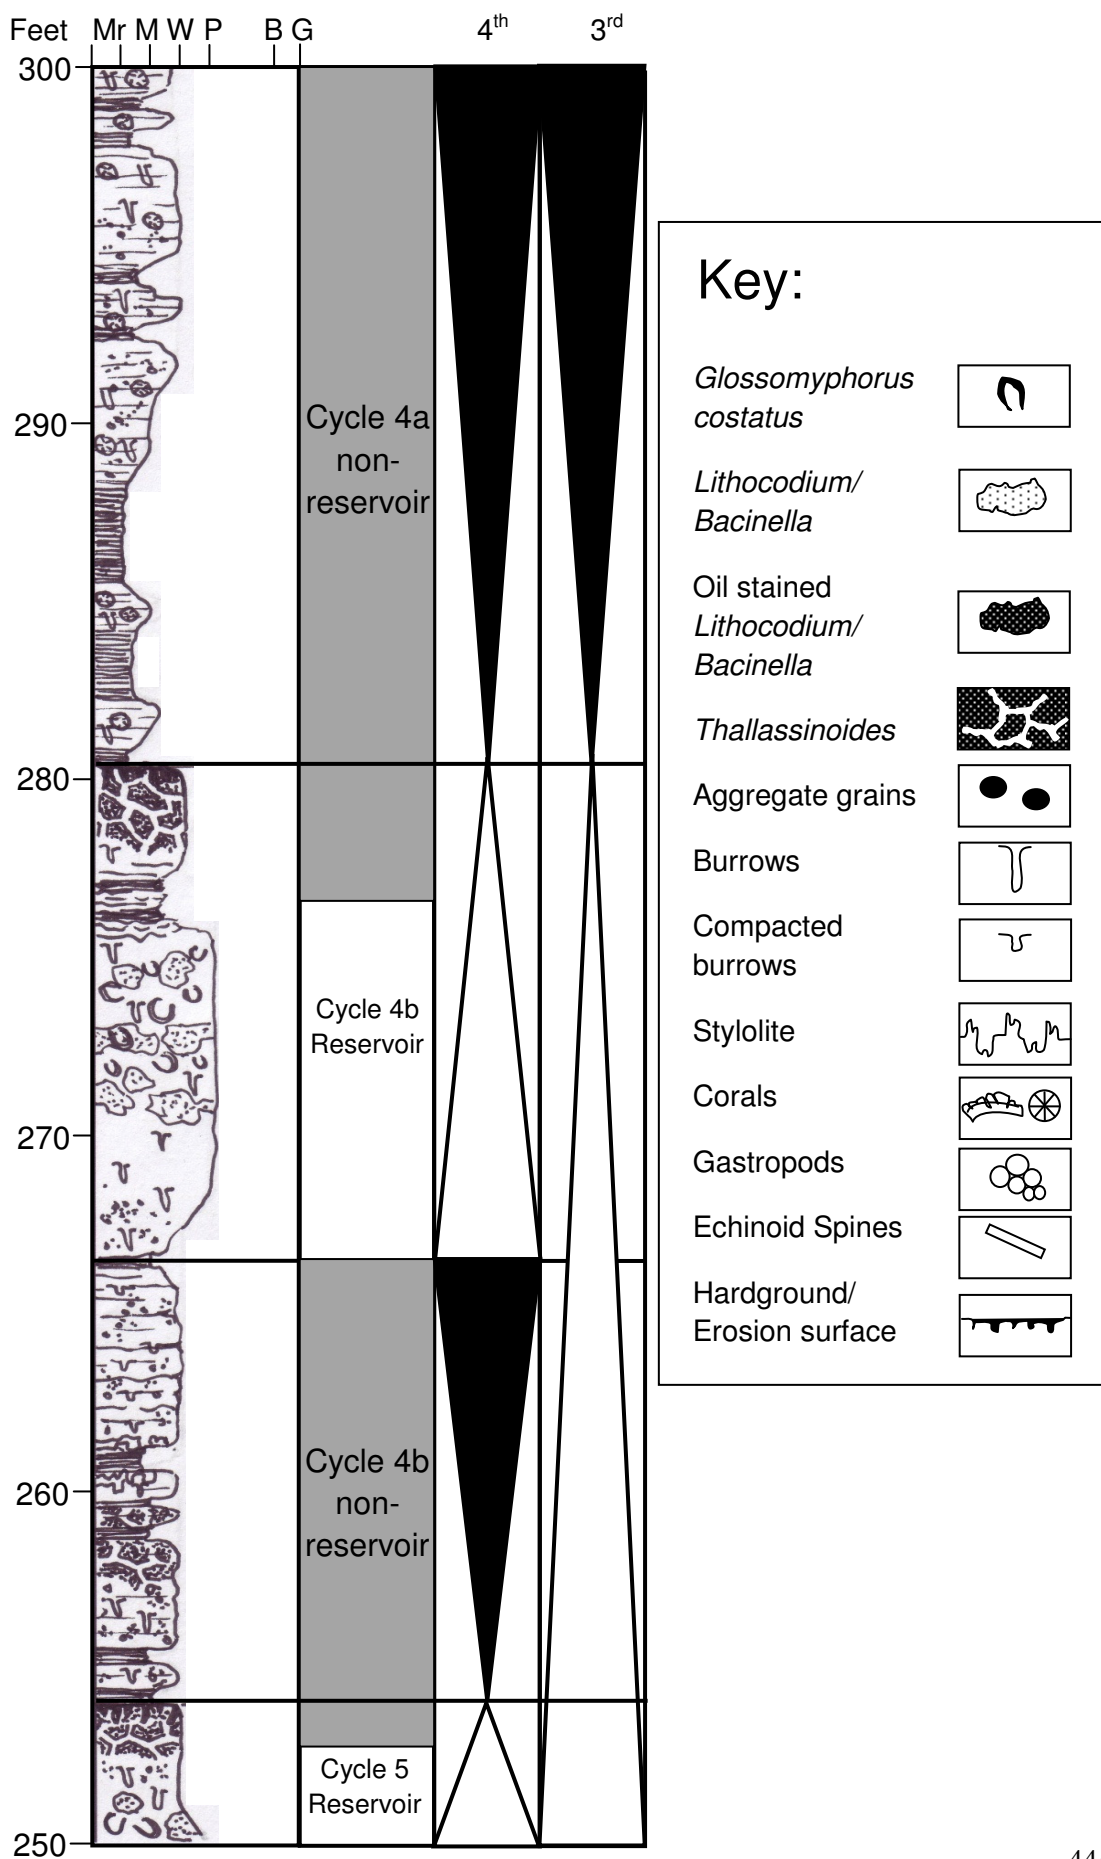 Feet Mr M W P B G 4th 3rd
300
290
280
270
260
250
Cycle 4a
non-
reservoir
Cycle 4b
Reservoir
Cycle 4b
non-
reservoir
Cycle 5
Reservoir
Key:
Glossomyphorus
costatus
Lithocodium/
Bacinella
Oil stained
Lithocodium/
Bacinella
Thallassinoides
Aggregate grains
Burrows
Compacted
burrows
Stylolite
Corals
Gastropods
Echinoid Spines
Hardground/
Erosion surface
44